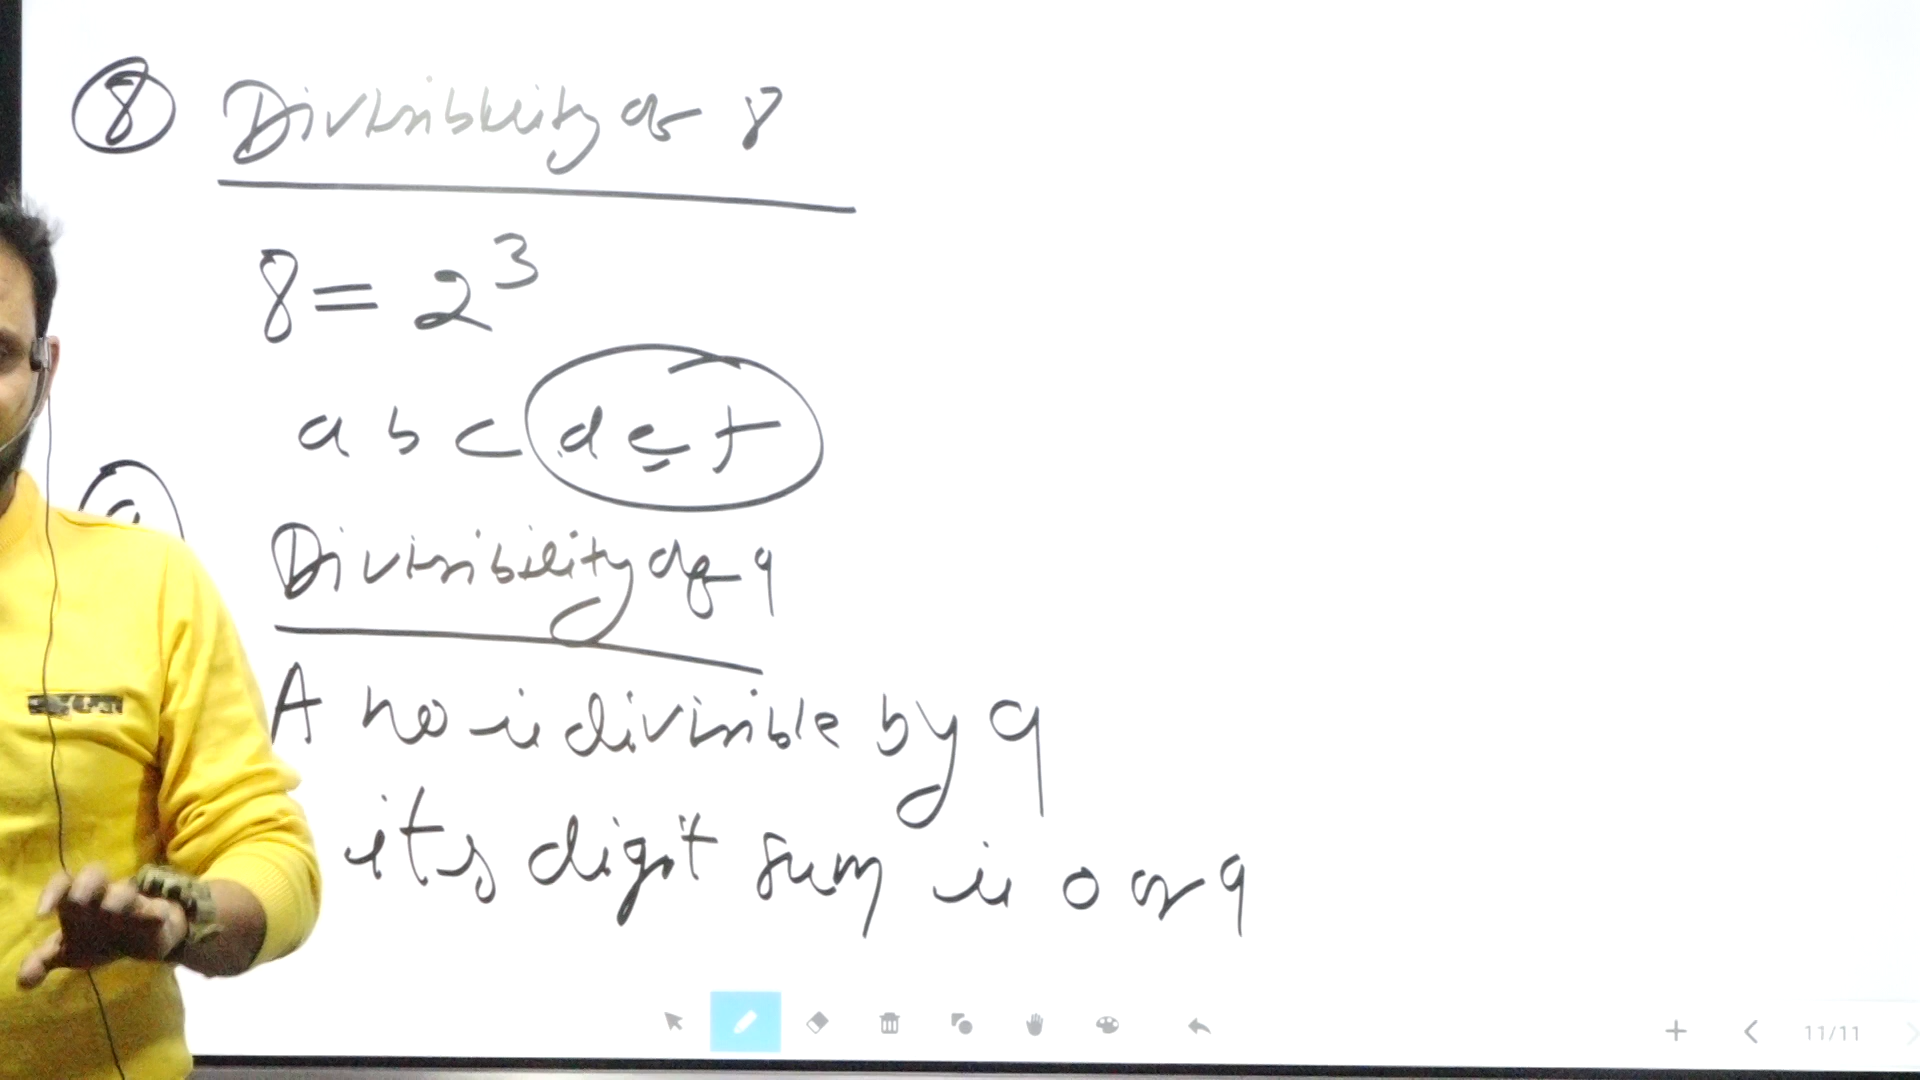 8 Divisibility of 8
8 = 2³
a b c d e f
9
Divisibility of 9
A no is divisible by 9
its digit sum is 0 or 9
11/11